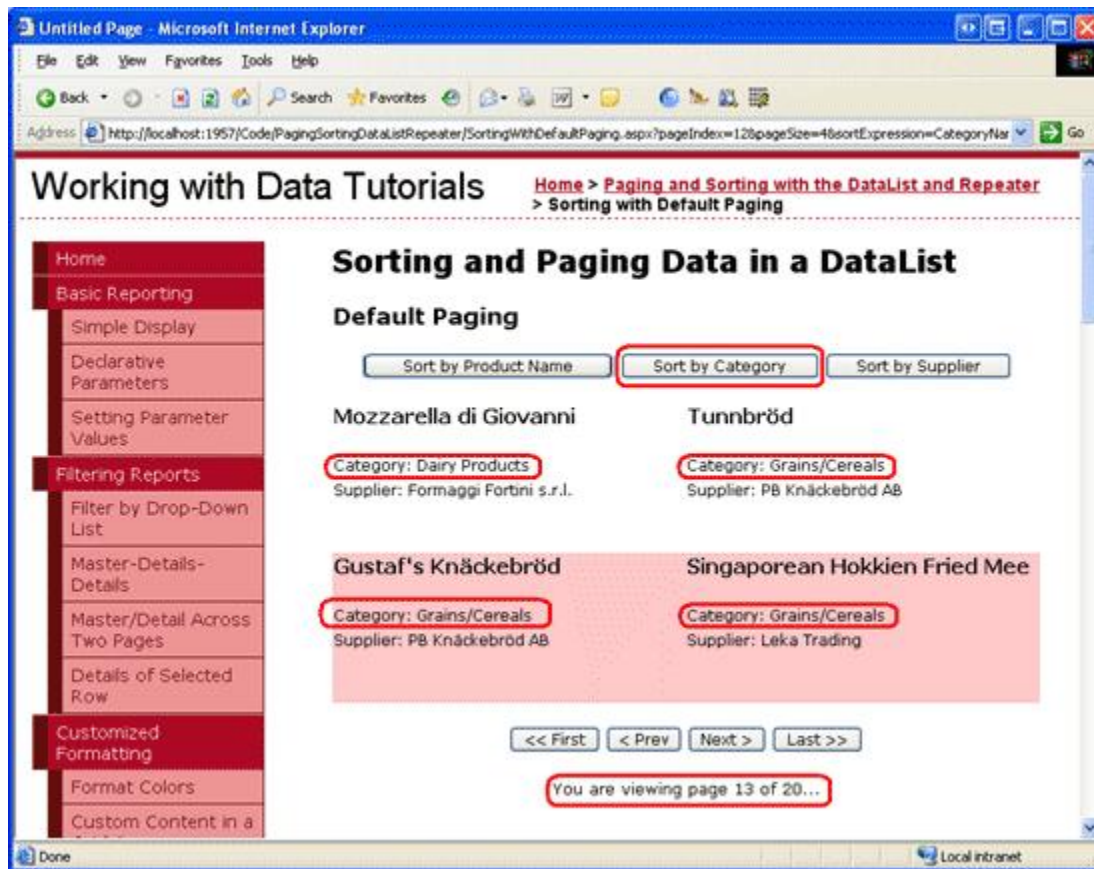 Untitled Page - Microsoft Internet Explorer
File Edit View Favorites Tools Help
Back Search Favorites
Address http://localhost:1957/Code/PagingSortingDataListRepeater/SortingWithDefaultPaging.aspx?pageIndex=12&pageSize=4&sortExpression=CategoryNar Go
Working with Data Tutorials
Home > Paging and Sorting with the DataList and Repeater
> Sorting with Default Paging
Home
Basic Reporting
Simple Display
Declarative
Parameters
Setting Parameter
Values
Filtering Reports
Filter by Drop-Down
List
Master-Details-
Details
Master/Detail Across
Two Pages
Details of Selected
Row
Customized
Formatting
Format Colors
Custom Content in a
Sorting and Paging Data in a DataList
Default Paging
Sort by Product Name Sort by Category Sort by Supplier
Mozzarella di Giovanni
Category: Dairy Products
Supplier: Formaggi Fortini s.r.l.
Tunnbröd
Category: Grains/Cereals
Supplier: PB Knäckebröd AB
Gustaf's Knäckebröd
Category: Grains/Cereals
Supplier: PB Knäckebröd AB
Singaporean Hokkien Fried Mee
Category: Grains/Cereals
Supplier: Leka Trading
<< First < Prev Next > Last >>
You are viewing page 13 of 20...
Done
Local intranet